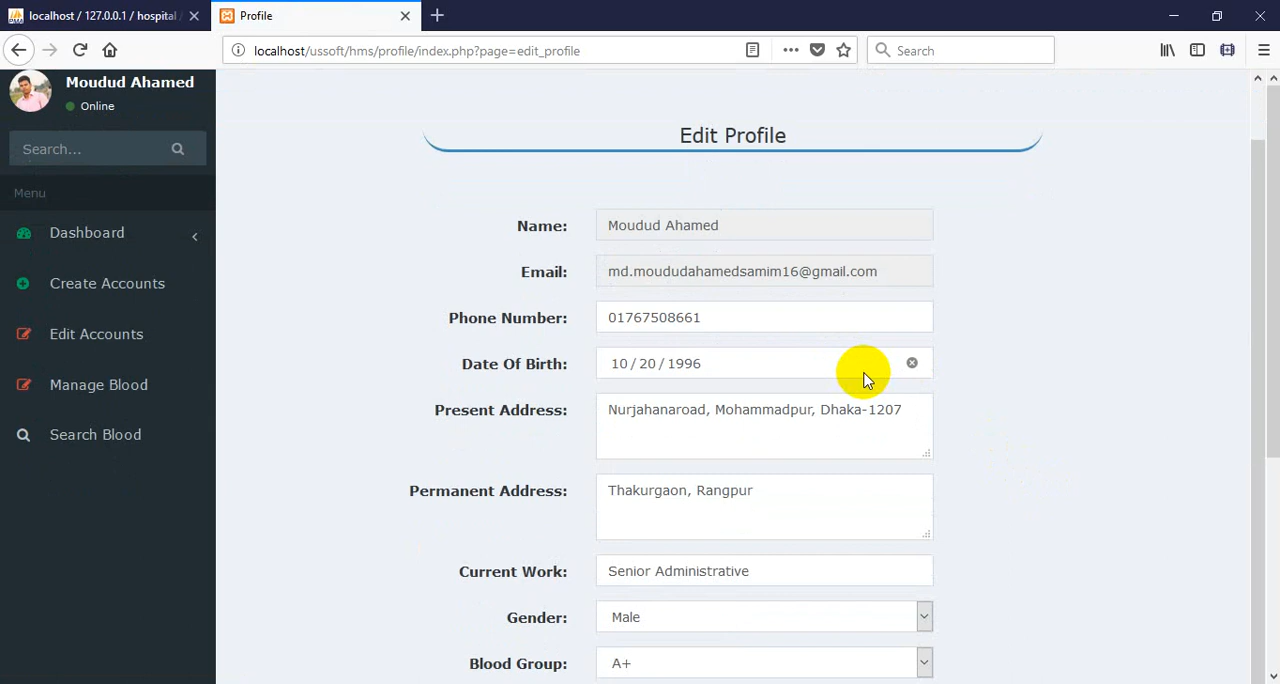 localhost / 127.0.0.1 / hospital
Profile
localhost/ussoft/hms/profile/index.php?page=edit_profile
Search
Moudud Ahamed
Online
Search...
Menu
Dashboard
Create Accounts
Edit Accounts
Manage Blood
Search Blood
Edit Profile
Name: Moudud Ahamed
Email: md.moududahamedsamim16@gmail.com
Phone Number: 01767508661
Date Of Birth: 10 / 20 / 1996
Present Address: Nurjahanaroad, Mohammadpur, Dhaka-1207
Permanent Address: Thakurgaon, Rangpur
Current Work: Senior Administrative
Gender: Male
Blood Group: A+